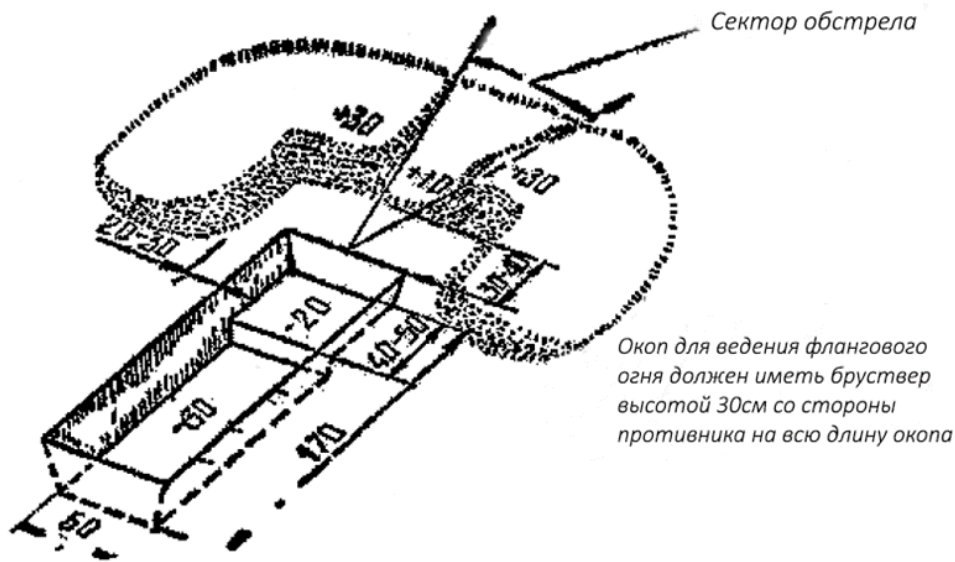 Сектор обстрела
+30
+10
+30
20-30
30-40
-20
40-50
-60
170
60
Окоп для ведения флангового
огня должен иметь бруствер
высотой 30см со стороны
противника на всю длину окопа